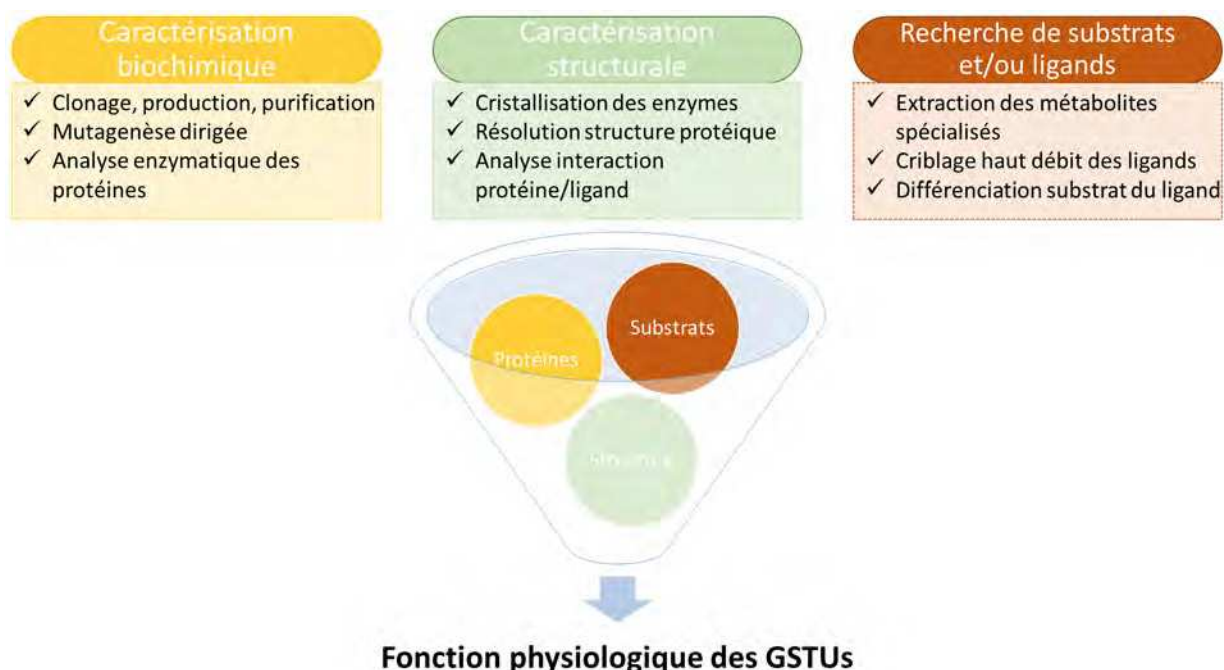 Caractérisation
biochimique
✓ Clonage, production, purification
✓ Mutagenèse dirigée
✓ Analyse enzymatique des
protéines
Caractérisation
structurale
✓ Cristallisation des enzymes
✓ Résolution structure protéique
✓ Analyse interaction
protéine/ligand
Recherche de substrats
et/ou ligands
✓ Extraction des métabolites
spécialisés
✓ Criblage haut débit des ligands
✓ Différenciation substrat du ligand
Substrats
Protéines
Fonction physiologique des GSTUs